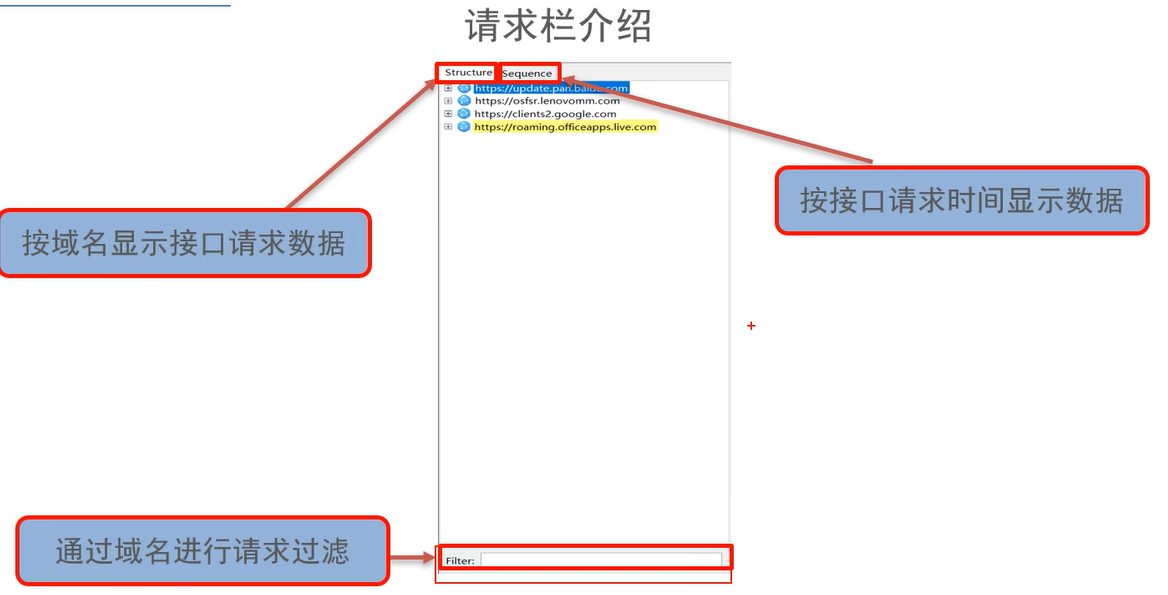 请求栏介绍
Structure Sequence
https://update.pan.baidu.com
https://osfsr.lenovomm.com
https://clients2.google.com
https://roaming.officeapps.live.com
按接口请求时间显示数据
按域名显示接口请求数据
通过域名进行请求过滤
Filter: